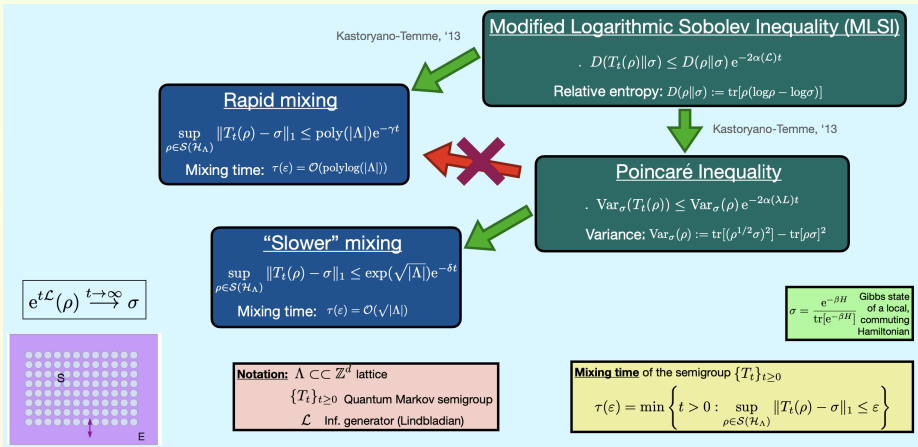 Modified Logarithmic Sobolev Inequality (MLSI)
. D(T_t(ρ)‖σ) ≤ D(ρ‖σ) e^{-2α(ℒ)t}
Relative entropy: D(ρ‖σ) := tr[ρ(logρ − logσ)]
Kastoryano-Temme, ‘13
Rapid mixing
sup_{ρ∈𝒮(ℋ_Λ)} ‖T_t(ρ) − σ‖_1 ≤ poly(|Λ|)e^{-γt}
Mixing time: τ(ε) = 𝒪(polylog(|Λ|))
Kastoryano-Temme, ‘13
Poincaré Inequality
. Var_σ(T_t(ρ)) ≤ Var_σ(ρ) e^{-2α(λL)t}
Variance: Var_σ(ρ) := tr[(ρ^{1/2}σ)^2] − tr[ρσ]^2
“Slower” mixing
sup_{ρ∈𝒮(ℋ_Λ)} ‖T_t(ρ) − σ‖_1 ≤ exp(√|Λ|)e^{-δt}
Mixing time: τ(ε) = 𝒪(√|Λ|)
e^{tℒ}(ρ) t→∞ ⟶ σ
σ = e^{-βH} / tr[e^{-βH}]
Gibbs state
of a local,
commuting
Hamiltonian
S
E
Notation: Λ ⊂⊂ ℤ^d lattice
{T_t}_{t≥0} Quantum Markov semigroup
ℒ Inf. generator (Lindbladian)
Mixing time of the semigroup {T_t}_{t≥0}
τ(ε) = min { t > 0 : sup_{ρ∈𝒮(ℋ_Λ)} ‖T_t(ρ) − σ‖_1 ≤ ε }